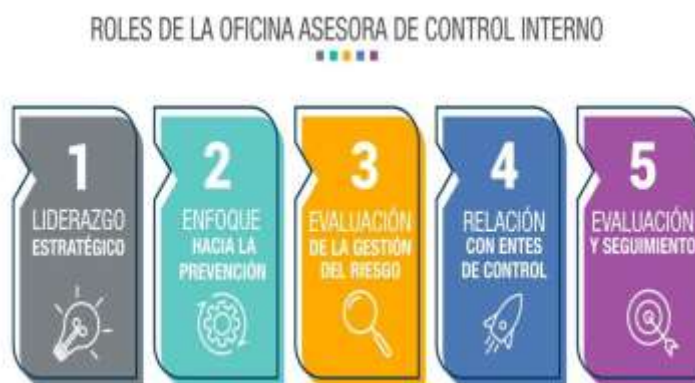 ROLES DE LA OFICINA ASESORA DE CONTROL INTERNO
1
LIDERAZGO
ESTRATÉGICO
2
ENFOQUE
HACIA LA
PREVENCIÓN
3
EVALUACIÓN
DE LA GESTIÓN
DEL RIESGO
4
RELACIÓN
CON ENTES
DE CONTROL
5
EVALUACIÓN
Y SEGUIMIENTO